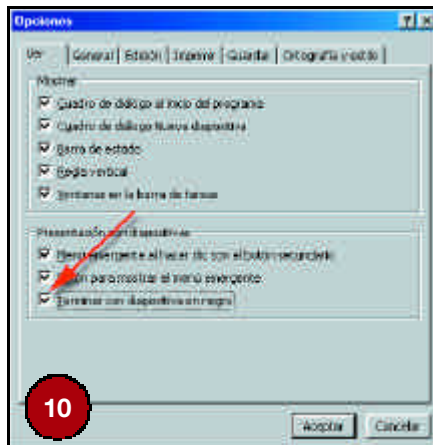 Opciones
Ver General Edición Imprimir Guardar Ortografía y estilo
Mostrar
Cuadro de diálogo al inicio del programa
Cuadro de diálogo Nueva diapositiva
Barra de estado
Regla vertical
Ventanas en la barra de tareas
Presentación con diapositivas
Menú emergente al hacer clic con el botón secundario
Botón para mostrar el menú emergente
Terminar con diapositiva en negro
10
Aceptar Cancelar